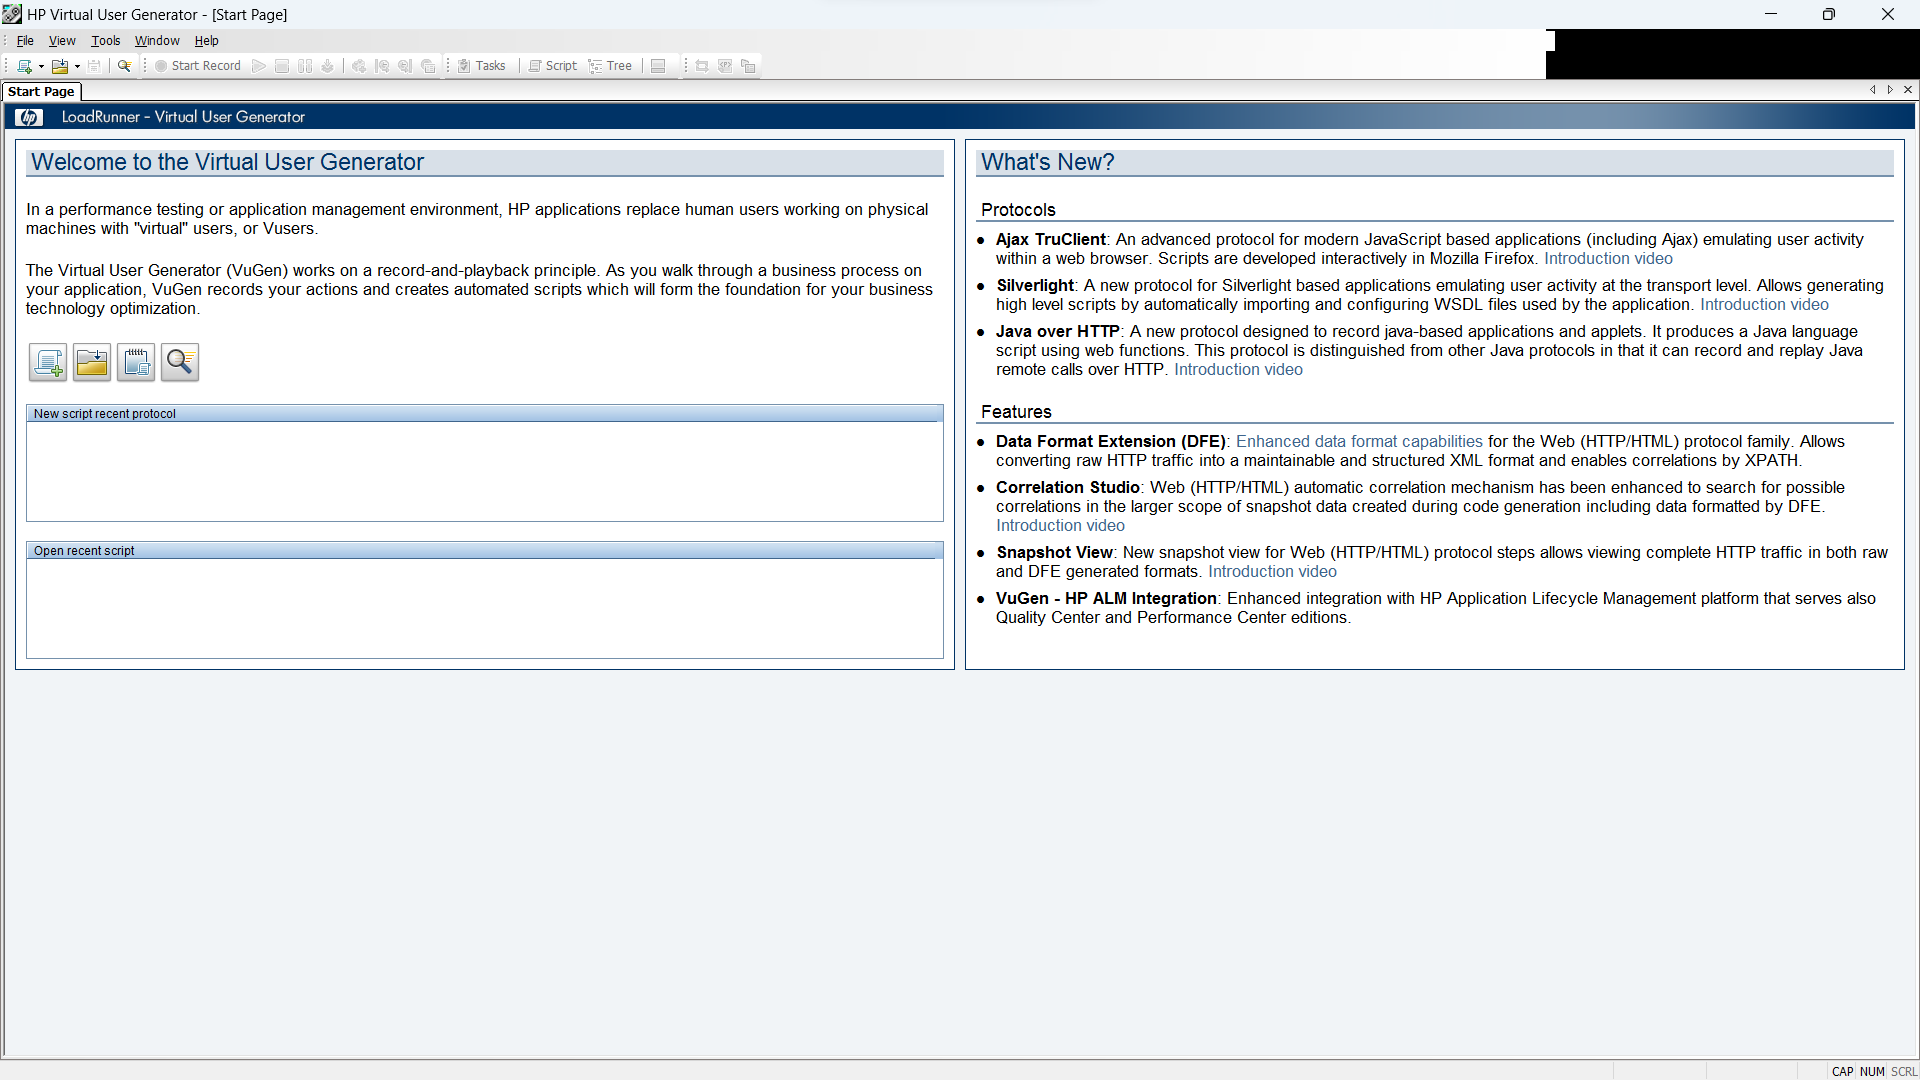 HP Virtual User Generator - [Start Page]
File View Tools Window Help
Start Record Tasks Script Tree
Start Page
hp LoadRunner - Virtual User Generator
Welcome to the Virtual User Generator
In a performance testing or application management environment, HP applications replace human users working on physical
machines with "virtual" users, or Vusers.
The Virtual User Generator (VuGen) works on a record-and-playback principle. As you walk through a business process on
your application, VuGen records your actions and creates automated scripts which will form the foundation for your business
technology optimization.
New script recent protocol
Open recent script
What's New?
Protocols
• Ajax TruClient: An advanced protocol for modern JavaScript based applications (including Ajax) emulating user activity
within a web browser. Scripts are developed interactively in Mozilla Firefox. Introduction video
• Silverlight: A new protocol for Silverlight based applications emulating user activity at the transport level. Allows generating
high level scripts by automatically importing and configuring WSDL files used by the application. Introduction video
• Java over HTTP: A new protocol designed to record java-based applications and applets. It produces a Java language
script using web functions. This protocol is distinguished from other Java protocols in that it can record and replay Java
remote calls over HTTP. Introduction video
Features
• Data Format Extension (DFE): Enhanced data format capabilities for the Web (HTTP/HTML) protocol family. Allows
converting raw HTTP traffic into a maintainable and structured XML format and enables correlations by XPATH.
• Correlation Studio: Web (HTTP/HTML) automatic correlation mechanism has been enhanced to search for possible
correlations in the larger scope of snapshot data created during code generation including data formatted by DFE.
Introduction video
• Snapshot View: New snapshot view for Web (HTTP/HTML) protocol steps allows viewing complete HTTP traffic in both raw
and DFE generated formats. Introduction video
• VuGen - HP ALM Integration: Enhanced integration with HP Application Lifecycle Management platform that serves also
Quality Center and Performance Center editions.
CAP NUM SCRL